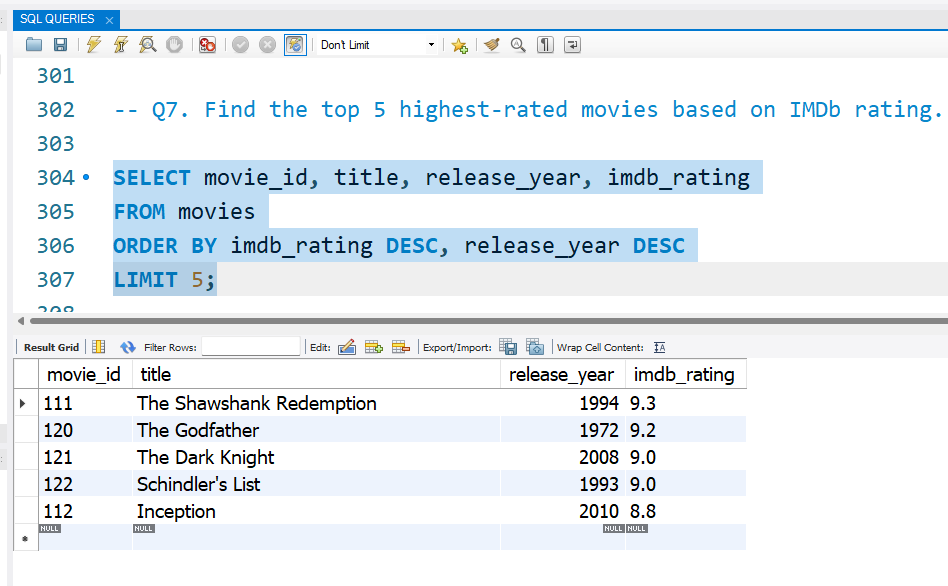 SQL QUERIES ×
Don't Limit
301
302 -- Q7. Find the top 5 highest-rated movies based on IMDb rating.
303
304 SELECT movie_id, title, release_year, imdb_rating
305 FROM movies
306 ORDER BY imdb_rating DESC, release_year DESC
307 LIMIT 5;
308
Result Grid Filter Rows: Edit: Export/Import: Wrap Cell Content: IA
movie_id title release_year imdb_rating
111 The Shawshank Redemption 1994 9.3
120 The Godfather 1972 9.2
121 The Dark Knight 2008 9.0
122 Schindler's List 1993 9.0
112 Inception 2010 8.8
NULL NULL NULL NULL